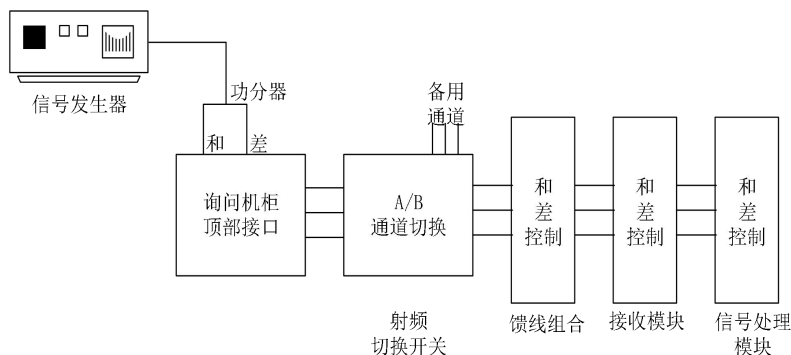 信号发生器
功分器
和 差
备用
通道
询问机柜
顶部接口
A/B
通道切换
射频
切换开关
和
差
控制
馈线组合
和
差
控制
接收模块
和
差
控制
信号处理
模块